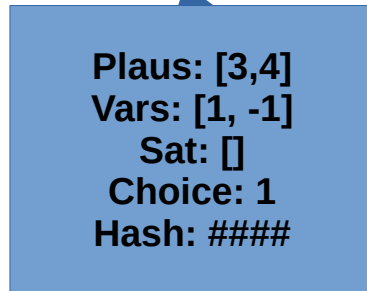 Plaus: [3,4]
Vars: [1, -1]
Sat: []
Choice: 1
Hash: ####